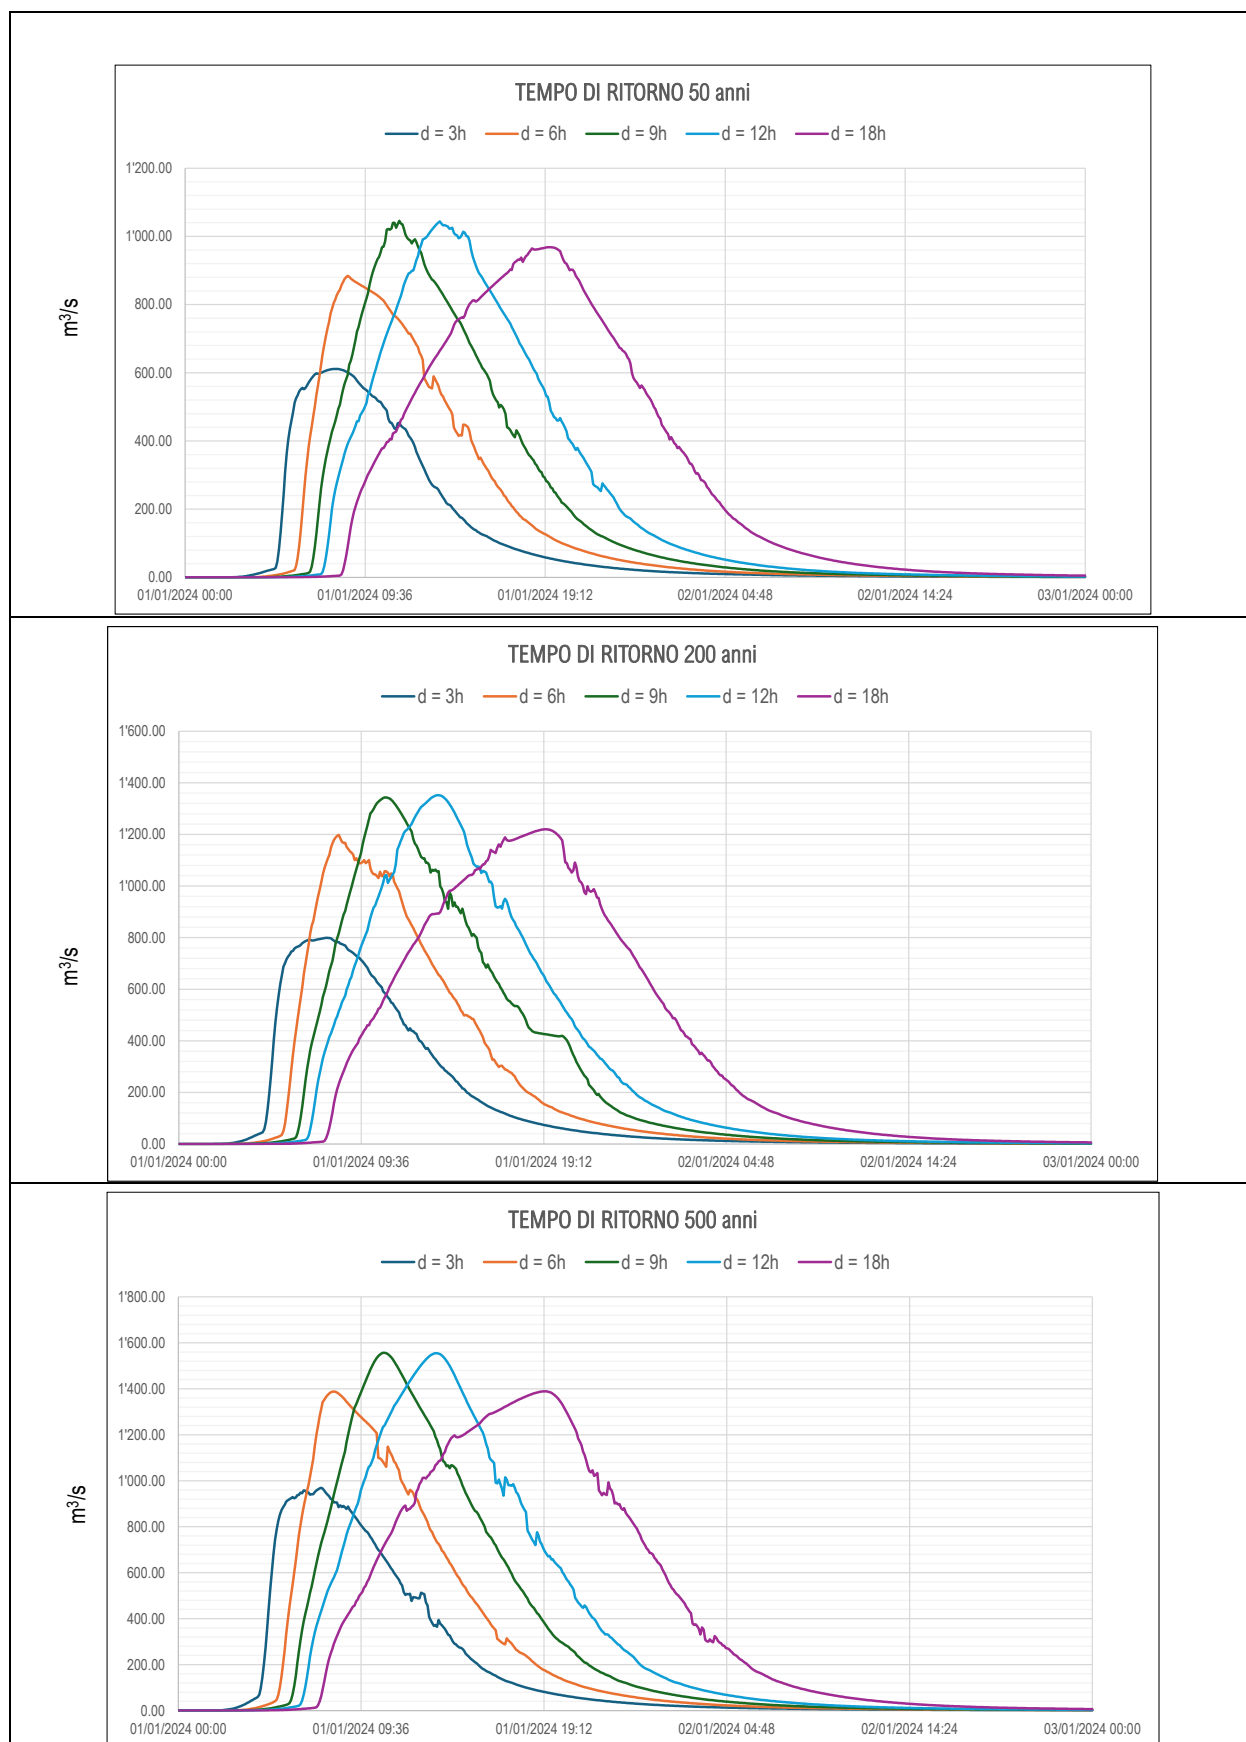 TEMPO DI RITORNO 50 anni
d = 3h d = 6h d = 9h d = 12h d = 18h
m³/s
1'200.00
1'000.00
800.00
600.00
400.00
200.00
0.00
01/01/2024 00:00 01/01/2024 09:36 01/01/2024 19:12 02/01/2024 04:48 02/01/2024 14:24 03/01/2024 00:00
TEMPO DI RITORNO 200 anni
d = 3h d = 6h d = 9h d = 12h d = 18h
m³/s
1'600.00
1'400.00
1'200.00
1'000.00
800.00
600.00
400.00
200.00
0.00
01/01/2024 00:00 01/01/2024 09:36 01/01/2024 19:12 02/01/2024 04:48 02/01/2024 14:24 03/01/2024 00:00
TEMPO DI RITORNO 500 anni
d = 3h d = 6h d = 9h d = 12h d = 18h
m³/s
1'800.00
1'600.00
1'400.00
1'200.00
1'000.00
800.00
600.00
400.00
200.00
0.00
01/01/2024 00:00 01/01/2024 09:36 01/01/2024 19:12 02/01/2024 04:48 02/01/2024 14:24 03/01/2024 00:00